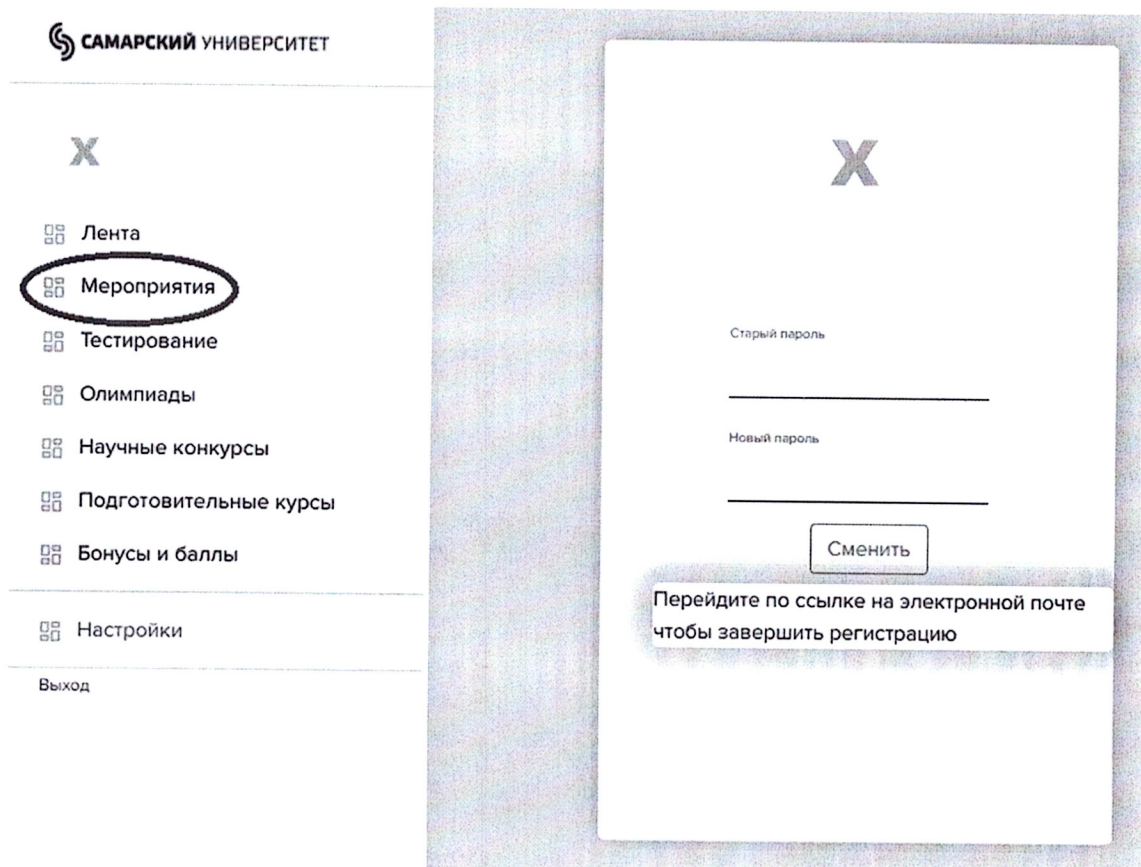 САМАРСКИЙ УНИВЕРСИТЕТ
X
Лента
Мероприятия
Тестирование
Олимпиады
Научные конкурсы
Подготовительные курсы
Бонусы и баллы
Настройки
Выход
X
Старый пароль
Новый пароль
Сменить
Перейдите по ссылке на электронной почте
чтобы завершить регистрацию